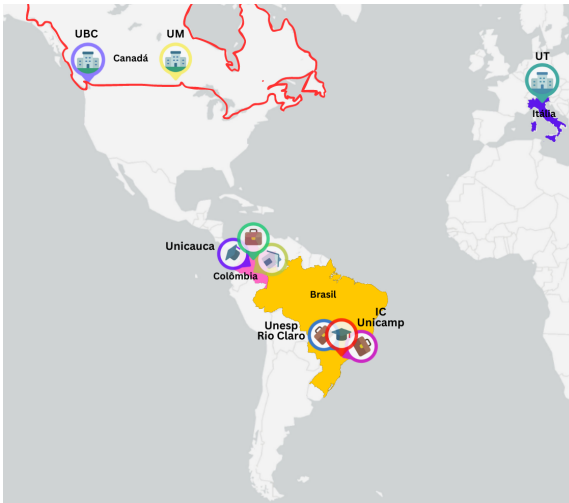 UBC
UM
Canadá
UT
Itália
Unicauca
Colômbia
Brasil
IC
Unicamp
Unesp
Rio Claro